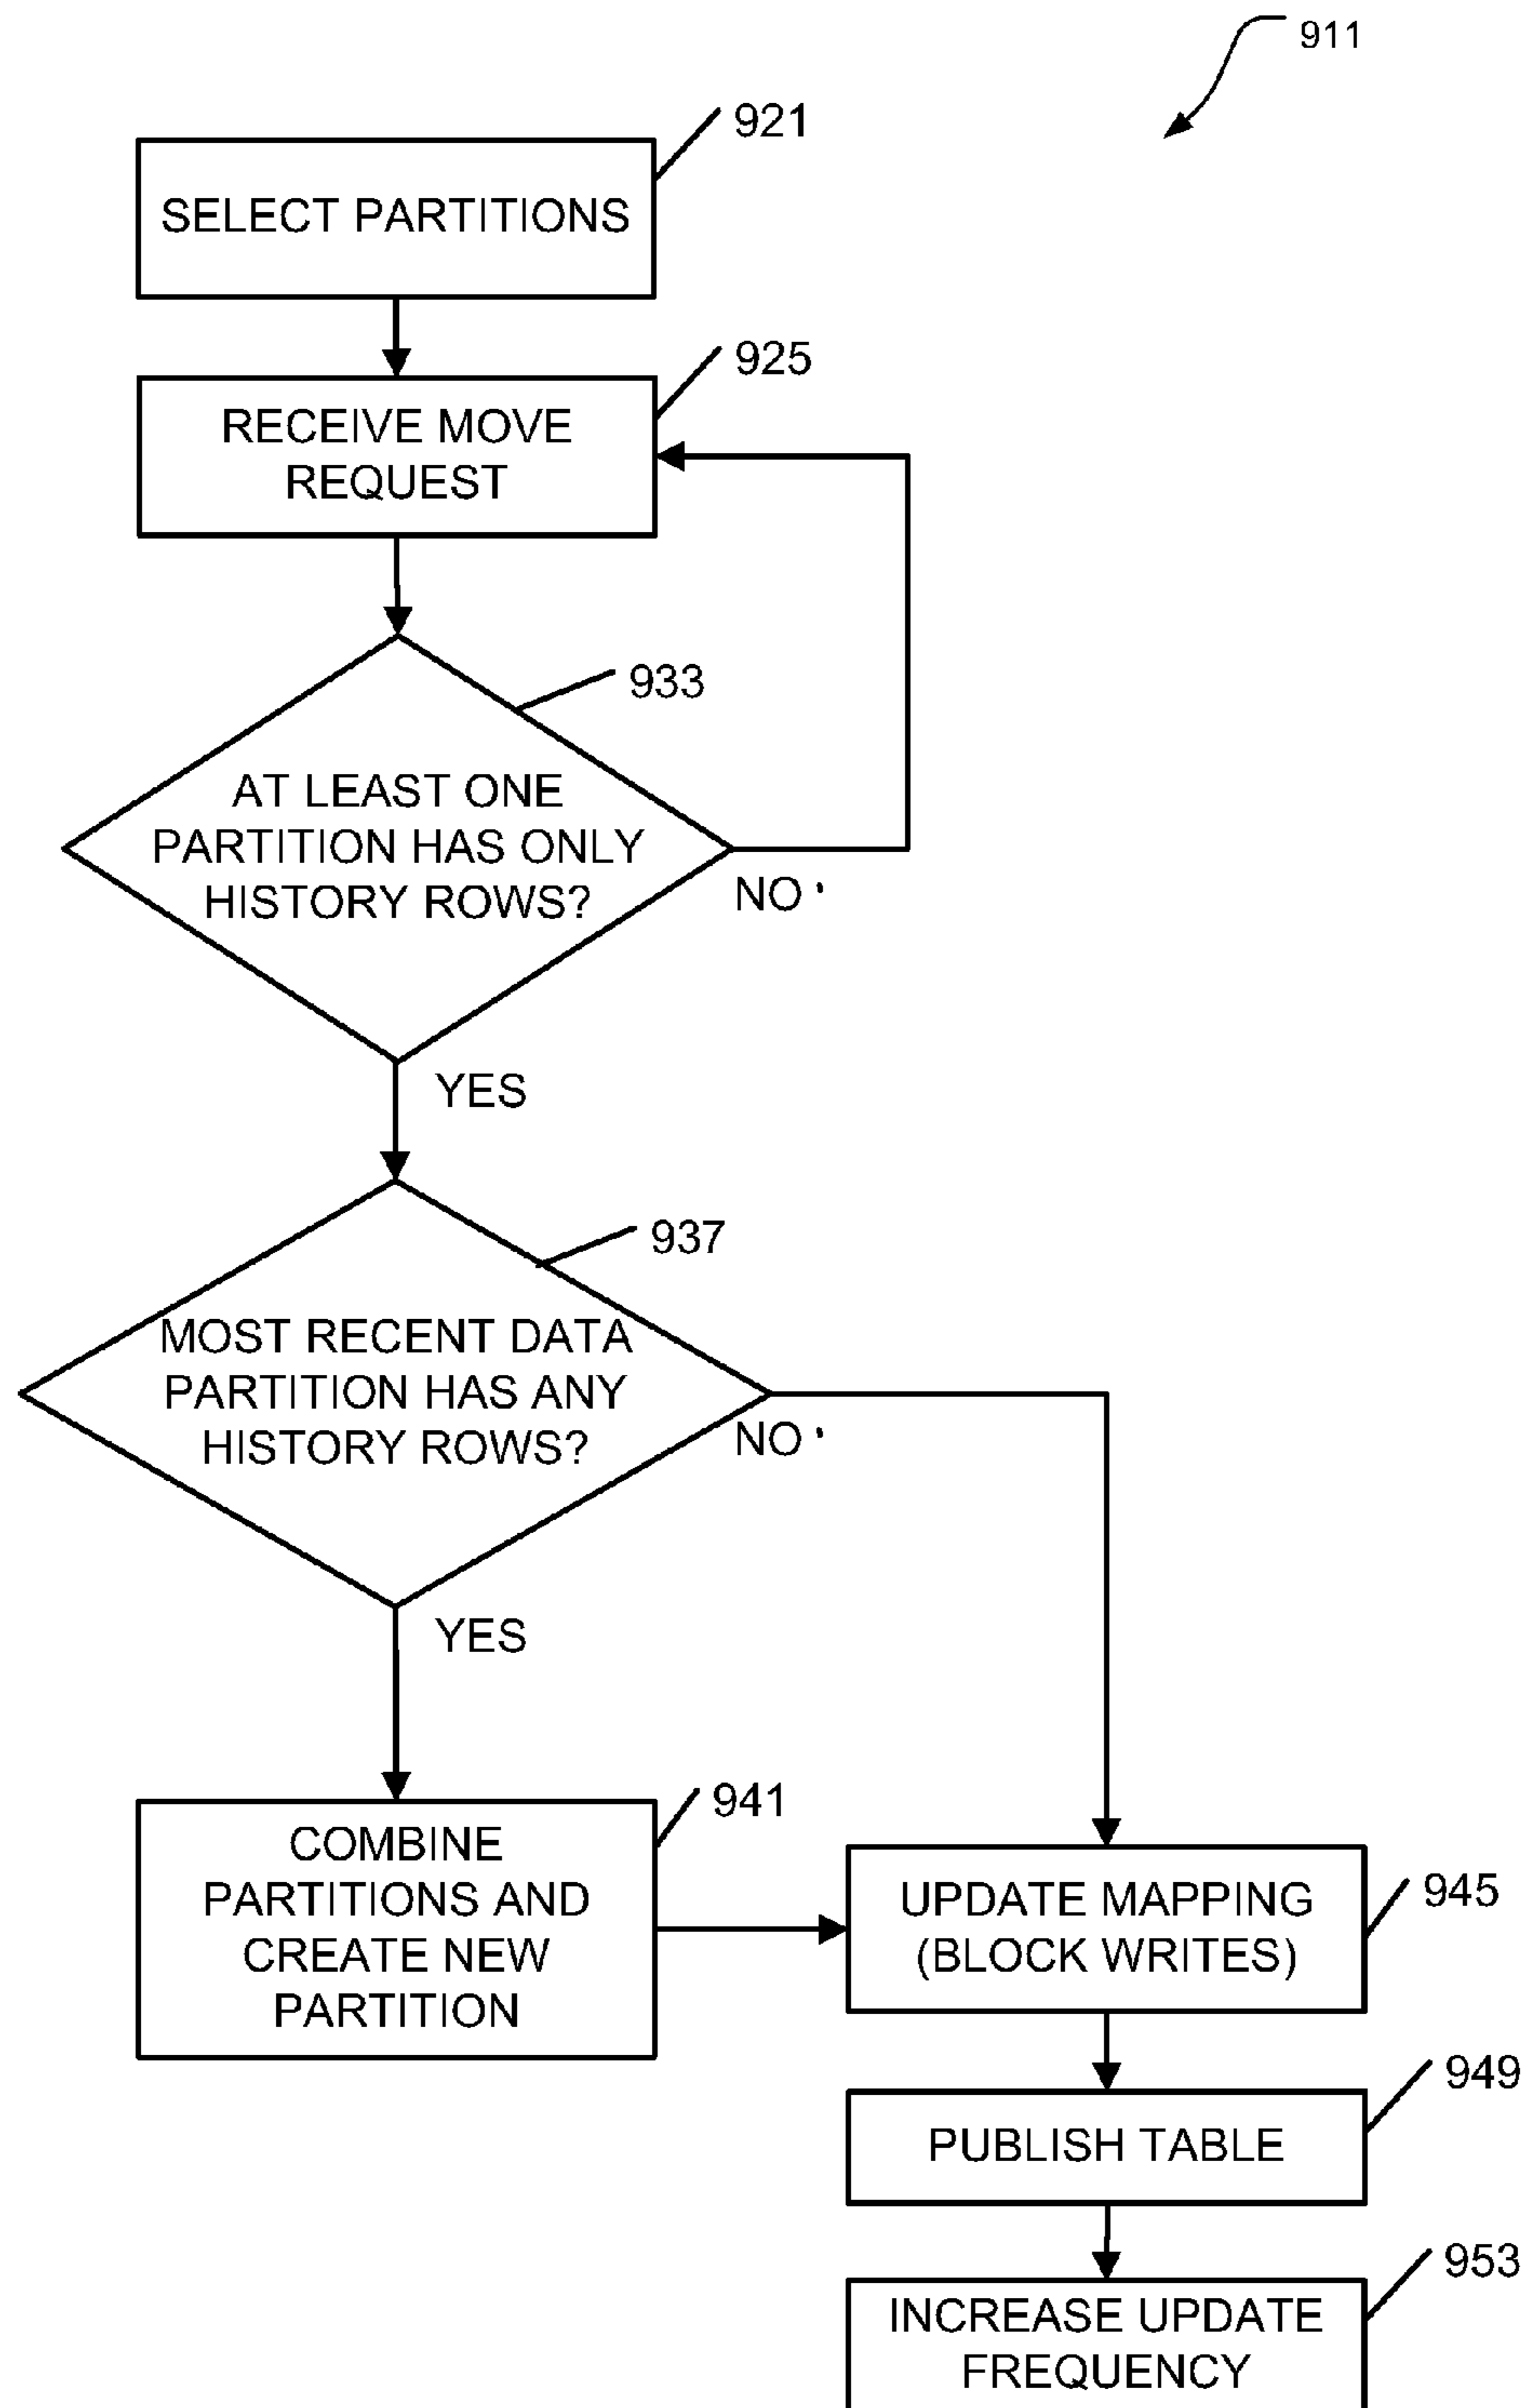 911
921
SELECT PARTITIONS
925
RECEIVE MOVE
REQUEST
933
AT LEAST ONE
PARTITION HAS ONLY
HISTORY ROWS?
NO
YES
937
MOST RECENT DATA
PARTITION HAS ANY
HISTORY ROWS?
NO
YES
941
COMBINE
PARTITIONS AND
CREATE NEW
PARTITION
945
UPDATE MAPPING
(BLOCK WRITES)
949
PUBLISH TABLE
953
INCREASE UPDATE
FREQUENCY